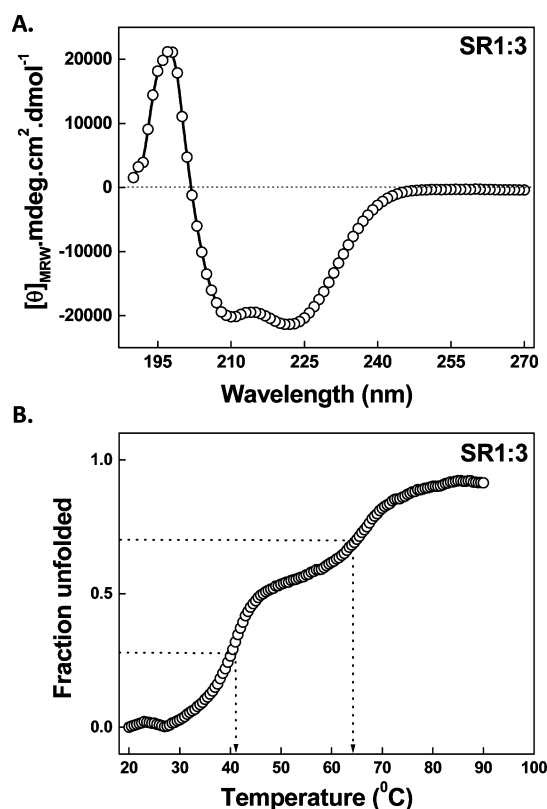 A.
SR1:3
[θ]MRW.mdeg.cm².dmol⁻¹
20000
10000
0
-10000
-20000
195 210 225 240 255 270
Wavelength (nm)
B.
SR1:3
Fraction unfolded
1.0
0.5
0.0
20 30 40 50 60 70 80 90 100
Temperature (⁰C)